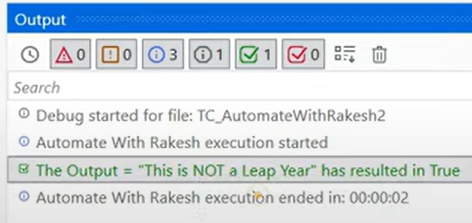 Output
0 0 3 1 1 0
Search
Debug started for file: TC_AutomateWithRakesh2
Automate With Rakesh execution started
The Output = "This is NOT a Leap Year" has resulted in True
Automate With Rakesh execution ended in: 00:00:02